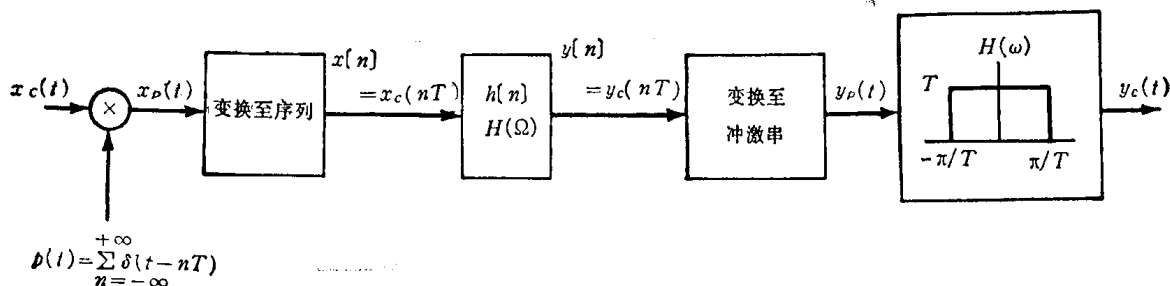 x_c(t)
×
x_p(t)
变换至序列
x[n]
=x_c(nT)
h[n]
H(Ω)
y[n]
=y_c(nT)
变换至
冲激串
y_p(t)
H(ω)
T
-π/T
π/T
y_c(t)
p(t)=∑δ(t-nT)
+∞
n=-∞